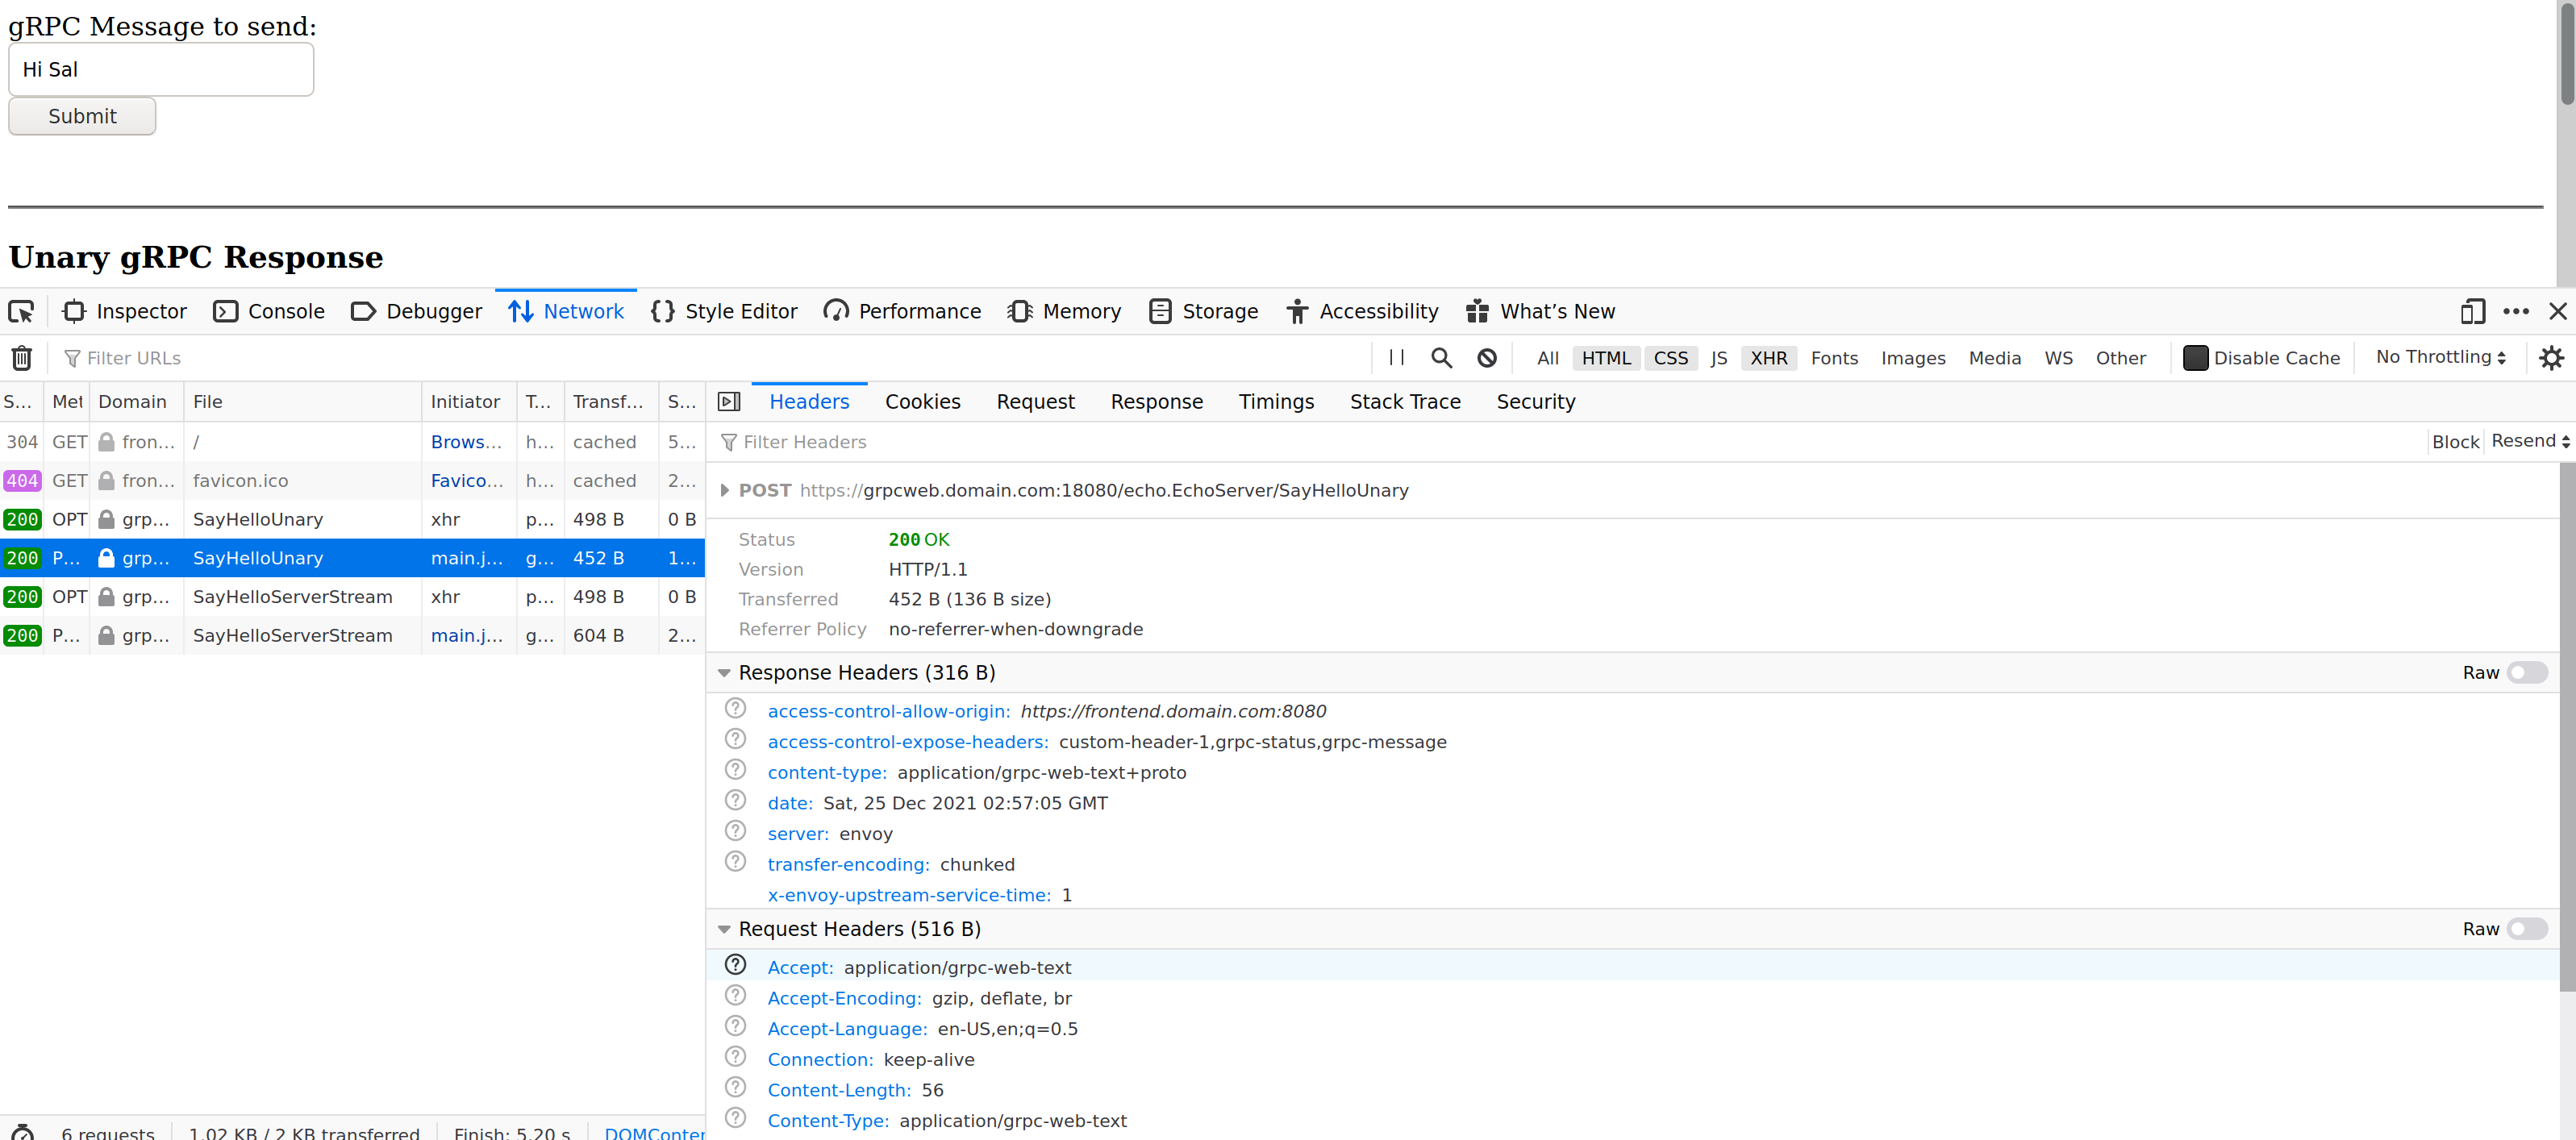 gRPC Message to send:
Hi Sal
Submit
Unary gRPC Response
Inspector Console Debugger Network Style Editor Performance Memory Storage Accessibility What’s New
Filter URLs All HTML CSS JS XHR Fonts Images Media WS Other Disable Cache No Throttling
S... Met Domain File Initiator T... Transf... S...
304 GET fron... / Brows... h... cached 5...
404 GET fron... favicon.ico Favico... h... cached 2...
200 OPT grp... SayHelloUnary xhr p... 498 B 0 B
200 P... grp... SayHelloUnary main.j... g... 452 B 1...
200 OPT grp... SayHelloServerStream xhr p... 498 B 0 B
200 P... grp... SayHelloServerStream main.j... g... 604 B 2...
6 requests 1.02 KB / 2 KB transferred Finish: 5.20 s DOMConter
Headers Cookies Request Response Timings Stack Trace Security
Filter Headers Block Resend
POST https://grpcweb.domain.com:18080/echo.EchoServer/SayHelloUnary
Status 200 OK
Version HTTP/1.1
Transferred 452 B (136 B size)
Referrer Policy no-referrer-when-downgrade
Response Headers (316 B) Raw
access-control-allow-origin: https://frontend.domain.com:8080
access-control-expose-headers: custom-header-1,grpc-status,grpc-message
content-type: application/grpc-web-text+proto
date: Sat, 25 Dec 2021 02:57:05 GMT
server: envoy
transfer-encoding: chunked
x-envoy-upstream-service-time: 1
Request Headers (516 B) Raw
Accept: application/grpc-web-text
Accept-Encoding: gzip, deflate, br
Accept-Language: en-US,en;q=0.5
Connection: keep-alive
Content-Length: 56
Content-Type: application/grpc-web-text